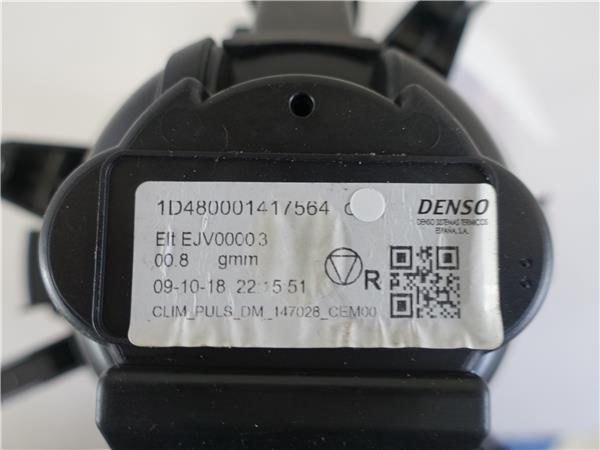 1D480001417564
DENSO
DENSO SISTEMAS TERMICOS
ESPAÑA, S.A.
Elt EJV00003
00.8 gmm
R
09-10-18 22:15:51
CLIM_PULS_DM_147028_CEM00